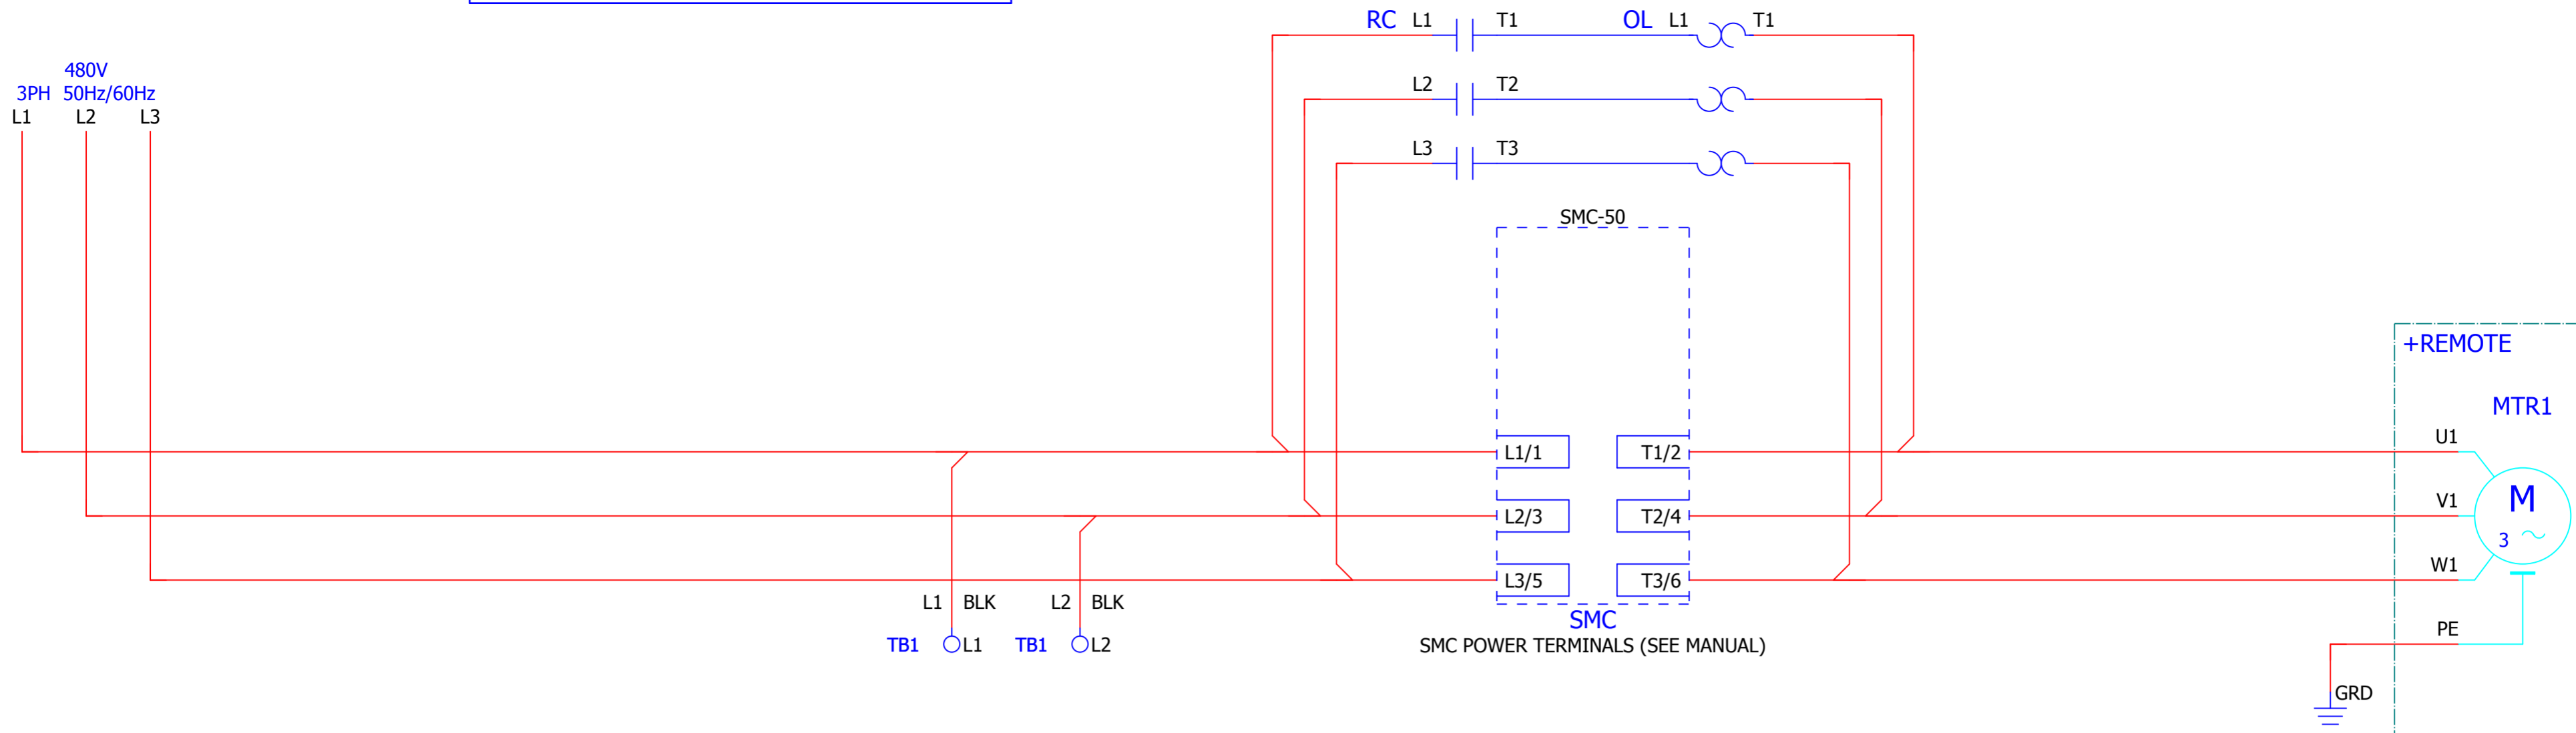 RC L1 T1 OL L1 T1
480V
3PH 50Hz/60Hz
L1 L2 L3
L2 T2
L3 T3
SMC-50
+REMOTE
MTR1
U1
L1/1 T1/2
V1
M
3
L2/3 T2/4
W1
L3/5 T3/6
L1 BLK L2 BLK
SMC
TB1 L1 TB1 L2
SMC POWER TERMINALS (SEE MANUAL)
PE
GRD